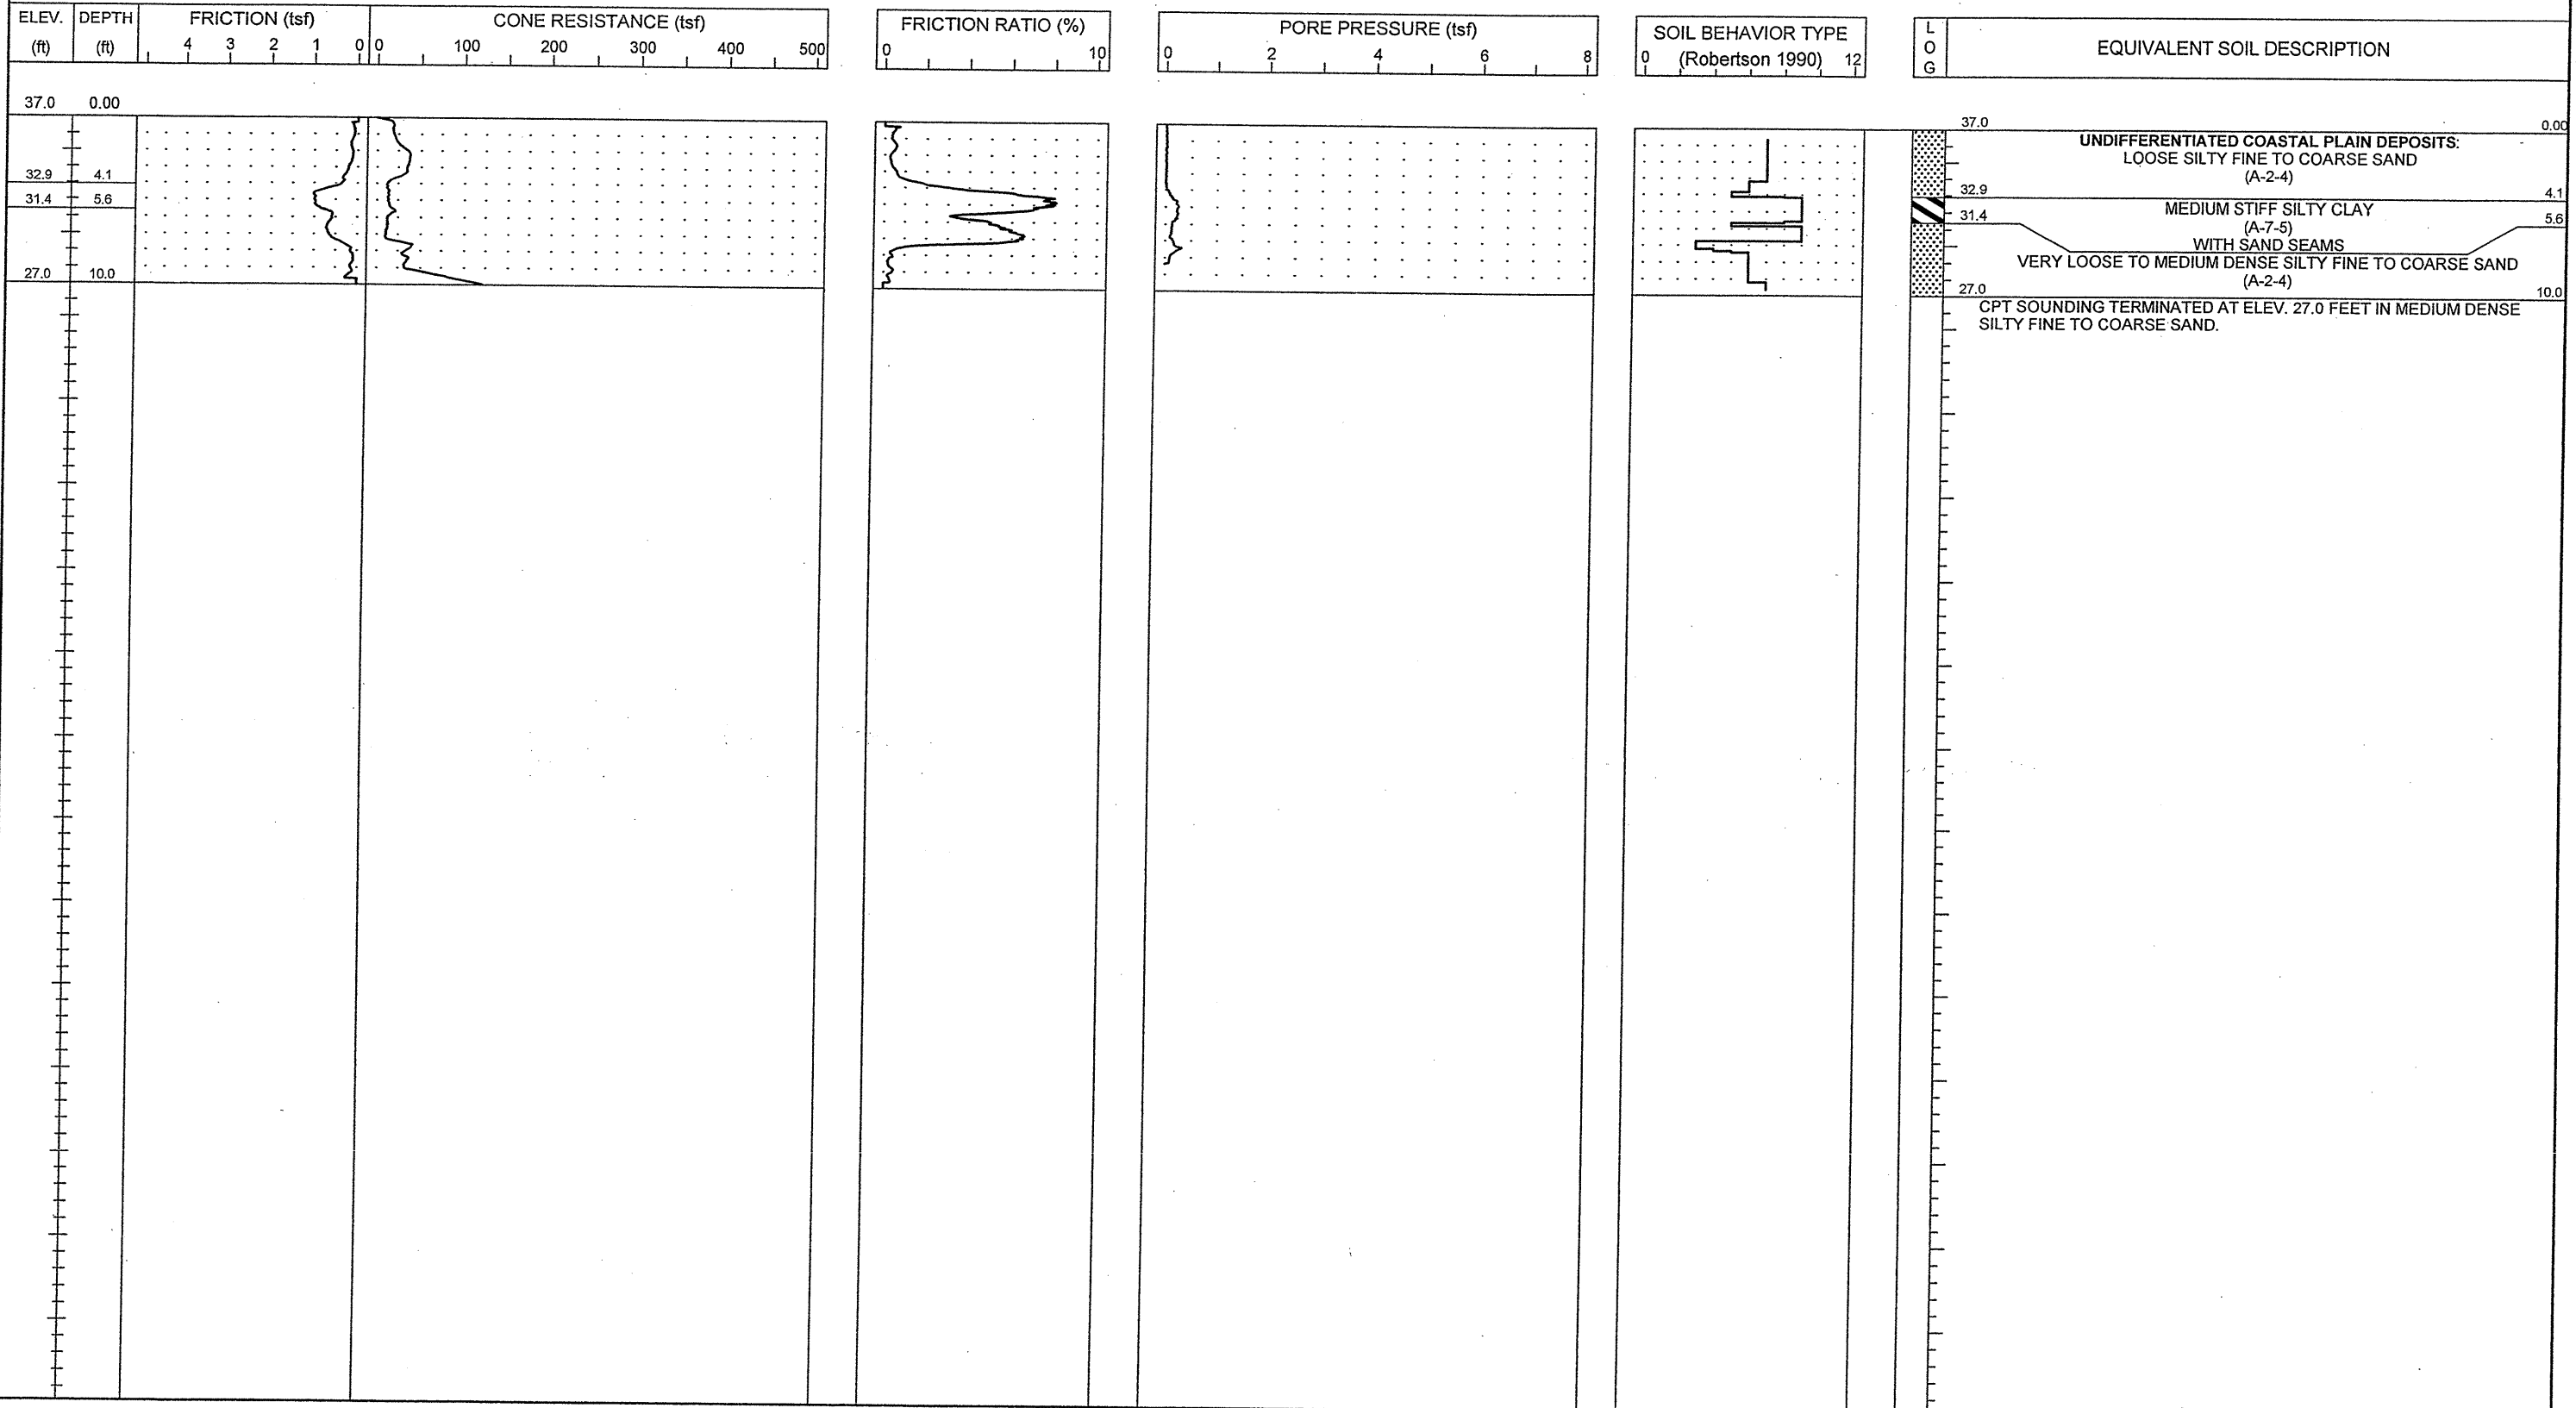 ELEV. DEPTH FRICTION (tsf) CONE RESISTANCE (tsf) FRICTION RATIO (%) PORE PRESSURE (tsf) SOIL BEHAVIOR TYPE L
(ft) (ft) 4 3 2 1 0 0 100 200 300 400 500 0 10 0 2 4 6 8 (Robertson 1990) O EQUIVALENT SOIL DESCRIPTION
0 12 G
37.0 0.00
37.0 0.00
UNDIFFERENTIATED COASTAL PLAIN DEPOSITS:
LOOSE SILTY FINE TO COARSE SAND
(A-2-4)
32.9 4.1
32.9 4.1
31.4 5.6
MEDIUM STIFF SILTY CLAY
31.4 5.6
(A-7-5)
WITH SAND SEAMS
VERY LOOSE TO MEDIUM DENSE SILTY FINE TO COARSE SAND
27.0 10.0
(A-2-4)
27.0 10.0
CPT SOUNDING TERMINATED AT ELEV. 27.0 FEET IN MEDIUM DENSE
SILTY FINE TO COARSE SAND.